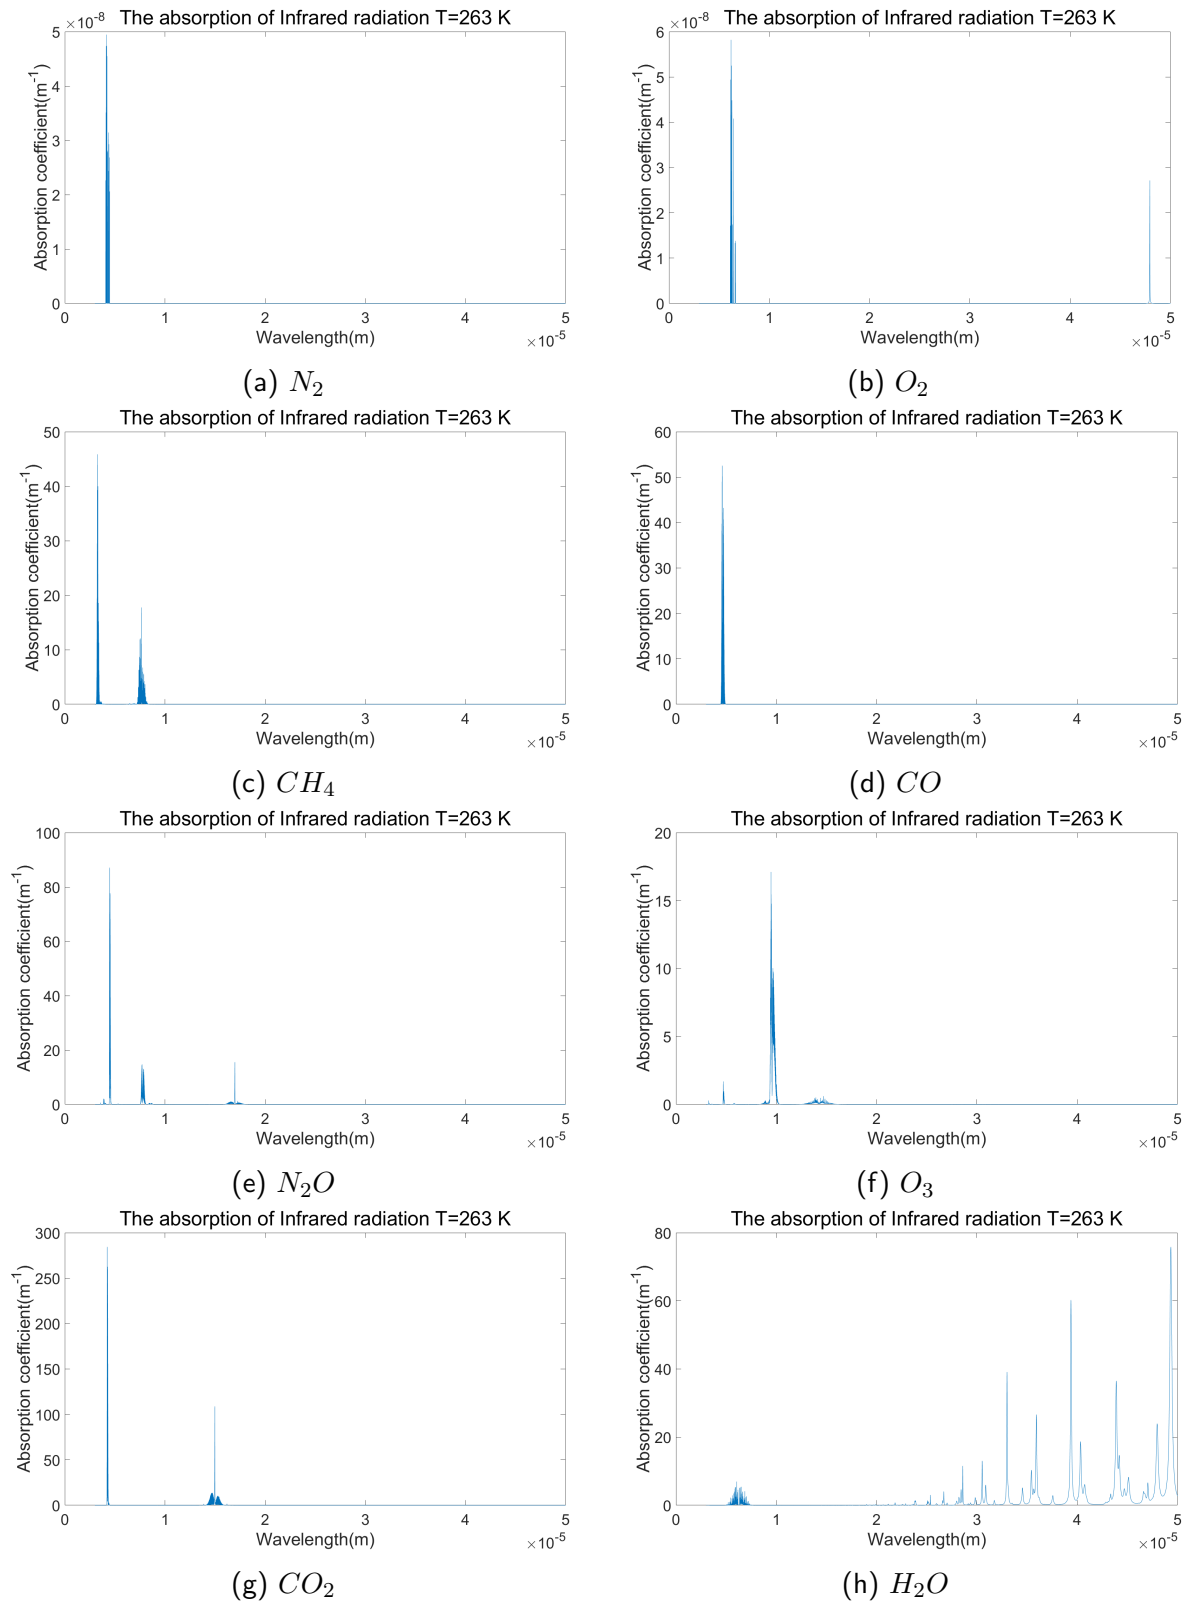 The absorption of Infrared radiation T=263 K
×10⁻⁸
5
4
3
2
1
0
Absorption coefficient(m⁻¹)
0 1 2 3 4 5
Wavelength(m)
×10⁻⁵
(a) N₂
The absorption of Infrared radiation T=263 K
×10⁻⁸
6
5
4
3
2
1
0
Absorption coefficient(m⁻¹)
0 1 2 3 4 5
Wavelength(m)
×10⁻⁵
(b) O₂
The absorption of Infrared radiation T=263 K
50
40
30
20
10
0
Absorption coefficient(m⁻¹)
0 1 2 3 4 5
Wavelength(m)
×10⁻⁵
(c) CH₄
The absorption of Infrared radiation T=263 K
60
50
40
30
20
10
0
Absorption coefficient(m⁻¹)
0 1 2 3 4 5
Wavelength(m)
×10⁻⁵
(d) CO
The absorption of Infrared radiation T=263 K
100
80
60
40
20
0
Absorption coefficient(m⁻¹)
0 1 2 3 4 5
Wavelength(m)
×10⁻⁵
(e) N₂O
The absorption of Infrared radiation T=263 K
20
15
10
5
0
Absorption coefficient(m⁻¹)
0 1 2 3 4 5
Wavelength(m)
×10⁻⁵
(f) O₃
The absorption of Infrared radiation T=263 K
300
250
200
150
100
50
0
Absorption coefficient(m⁻¹)
0 1 2 3 4 5
Wavelength(m)
×10⁻⁵
(g) CO₂
The absorption of Infrared radiation T=263 K
80
60
40
20
0
Absorption coefficient(m⁻¹)
0 1 2 3 4 5
Wavelength(m)
×10⁻⁵
(h) H₂O